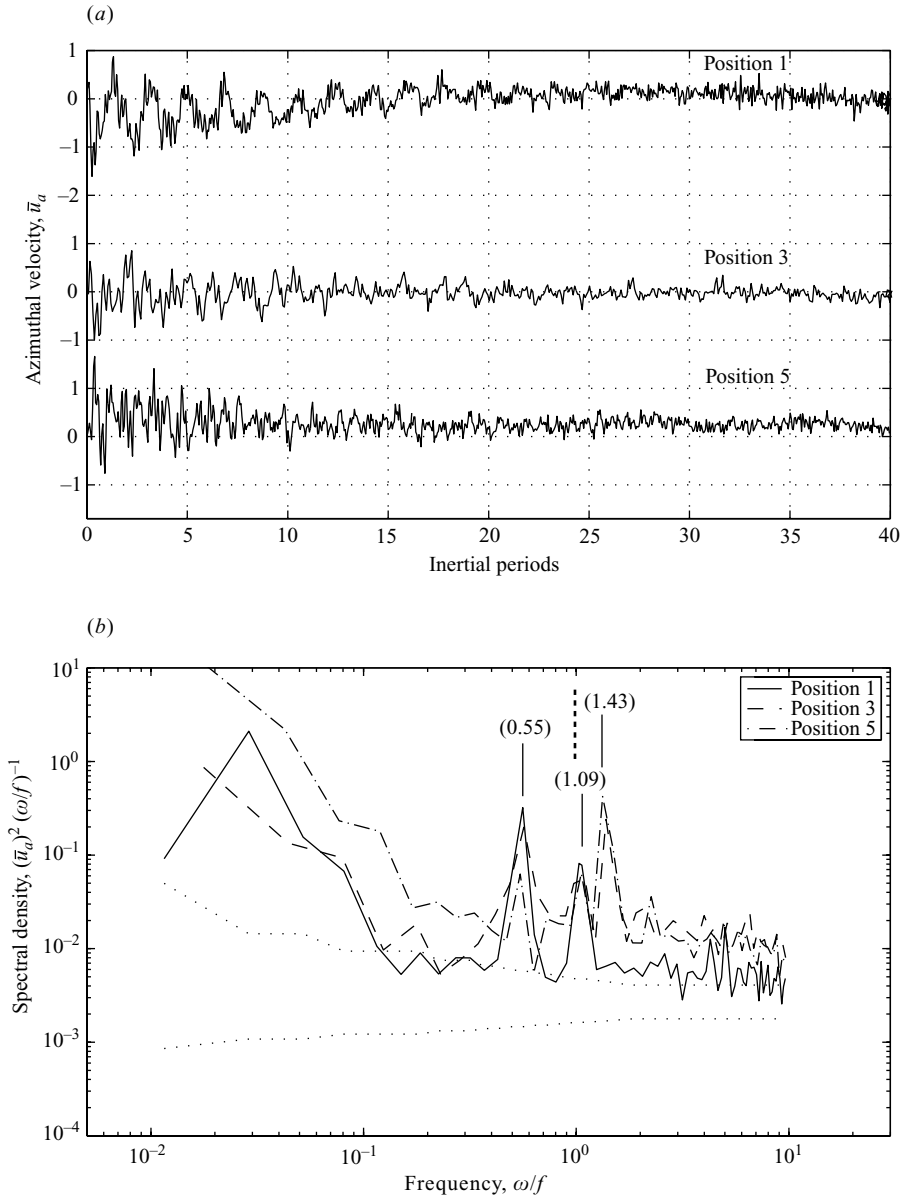 (a)
1
0
−1
−2
1
0
−1
1
0
−1
Position 1
Position 3
Position 5
Azimuthal velocity, ū_a
0 5 10 15 20 25 30 35 40
Inertial periods
(b)
10^1
10^0
10^−1
10^−2
10^−3
10^−4
Spectral density, (ū_a)^2 (ω/f)^−1
(0.55)
(1.09)
(1.43)
Position 1
Position 3
Position 5
10^−2 10^−1 10^0 10^1
Frequency, ω/f